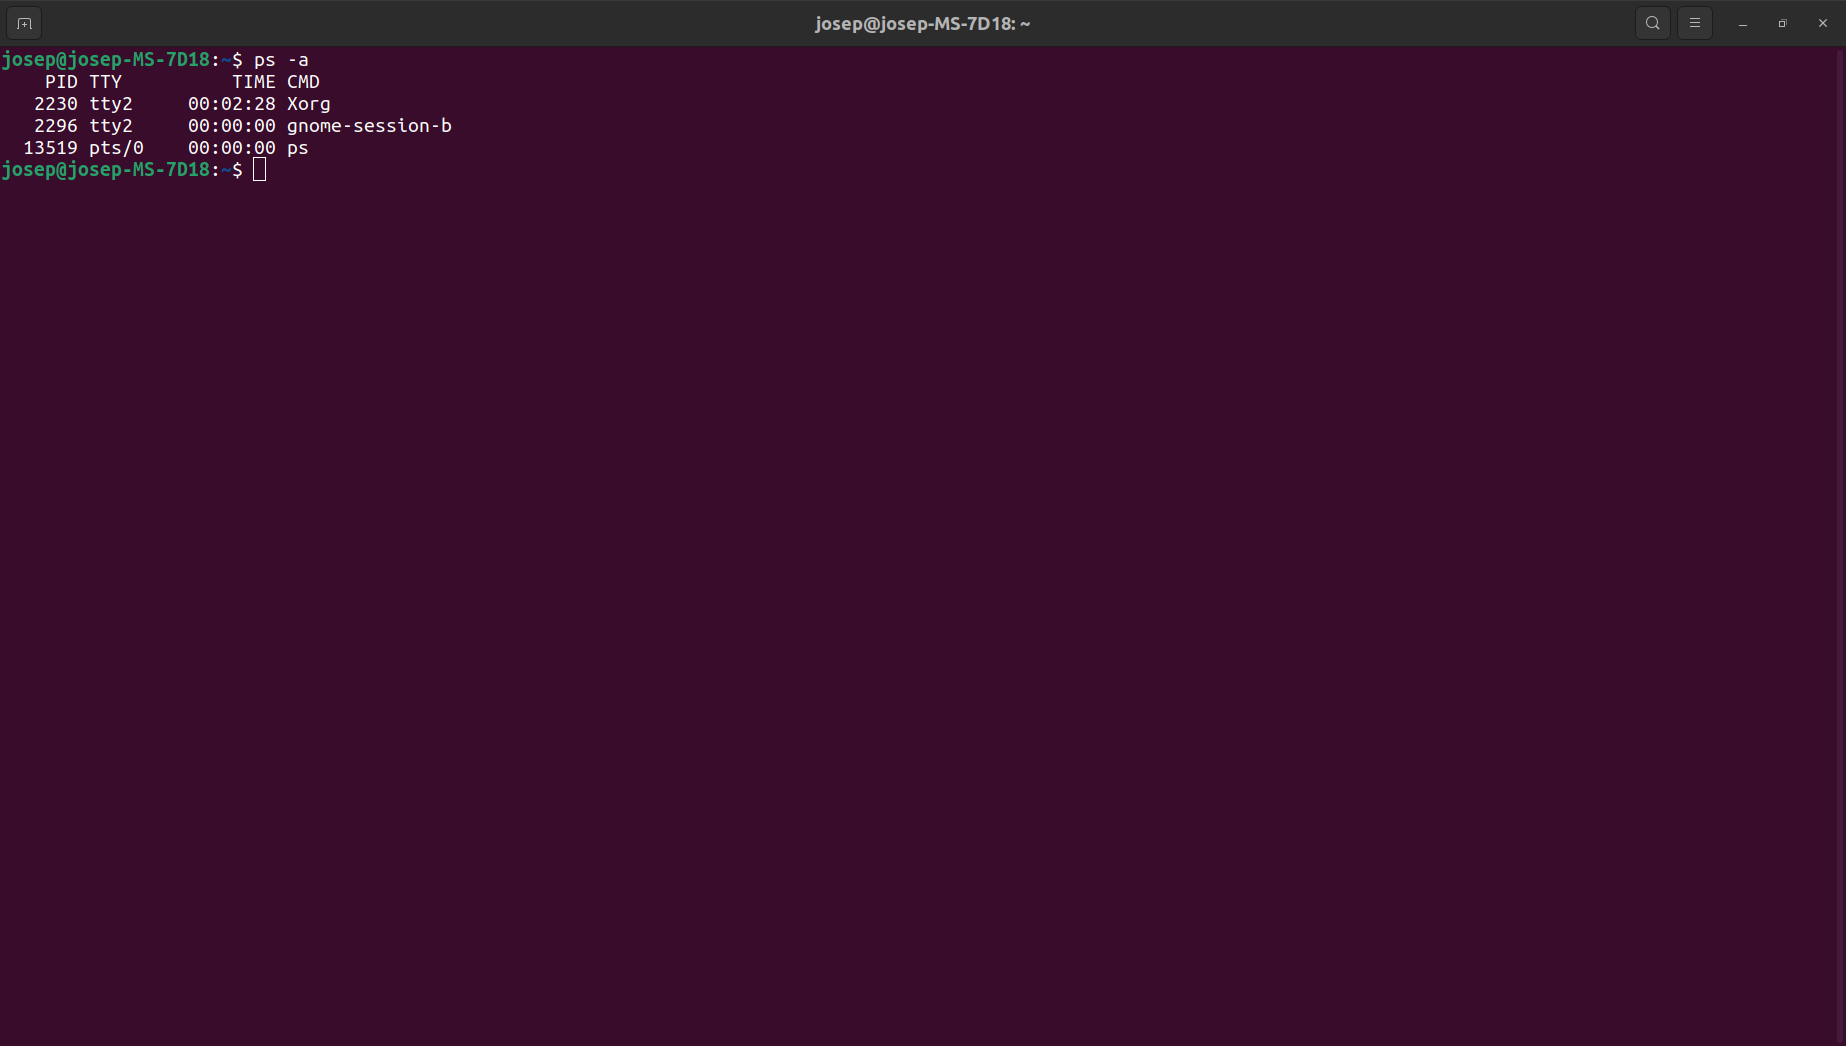 josep@josep-MS-7D18: ~
josep@josep-MS-7D18:~$ ps -a
    PID TTY          TIME CMD
   2230 tty2     00:02:28 Xorg
   2296 tty2     00:00:00 gnome-session-b
  13519 pts/0    00:00:00 ps
josep@josep-MS-7D18:~$